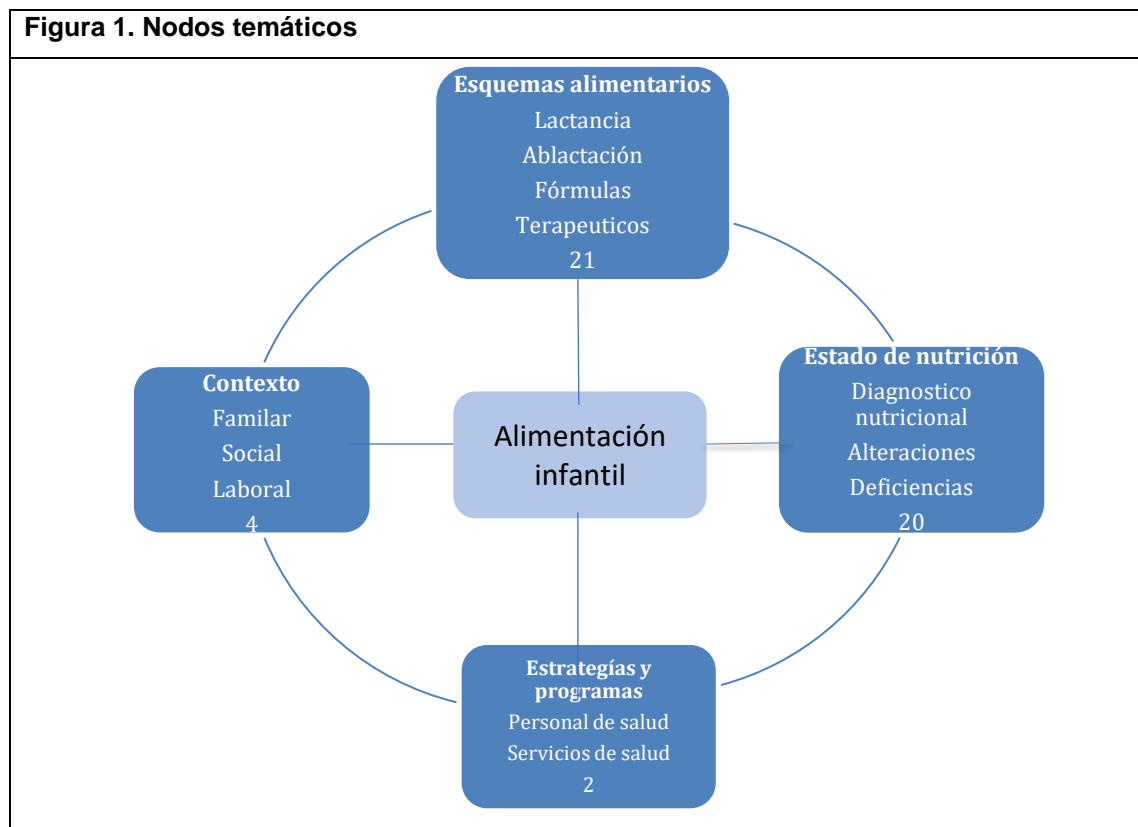 Figura 1. Nodos temáticos
Esquemas alimentarios
Lactancia
Ablactación
Fórmulas
Terapeuticos
21
Contexto
Familar
Social
Laboral
4
Alimentación
infantil
Estado de nutrición
Diagnostico
nutricional
Alteraciones
Deficiencias
20
Estrategías y
programas
Personal de salud
Servicios de salud
2